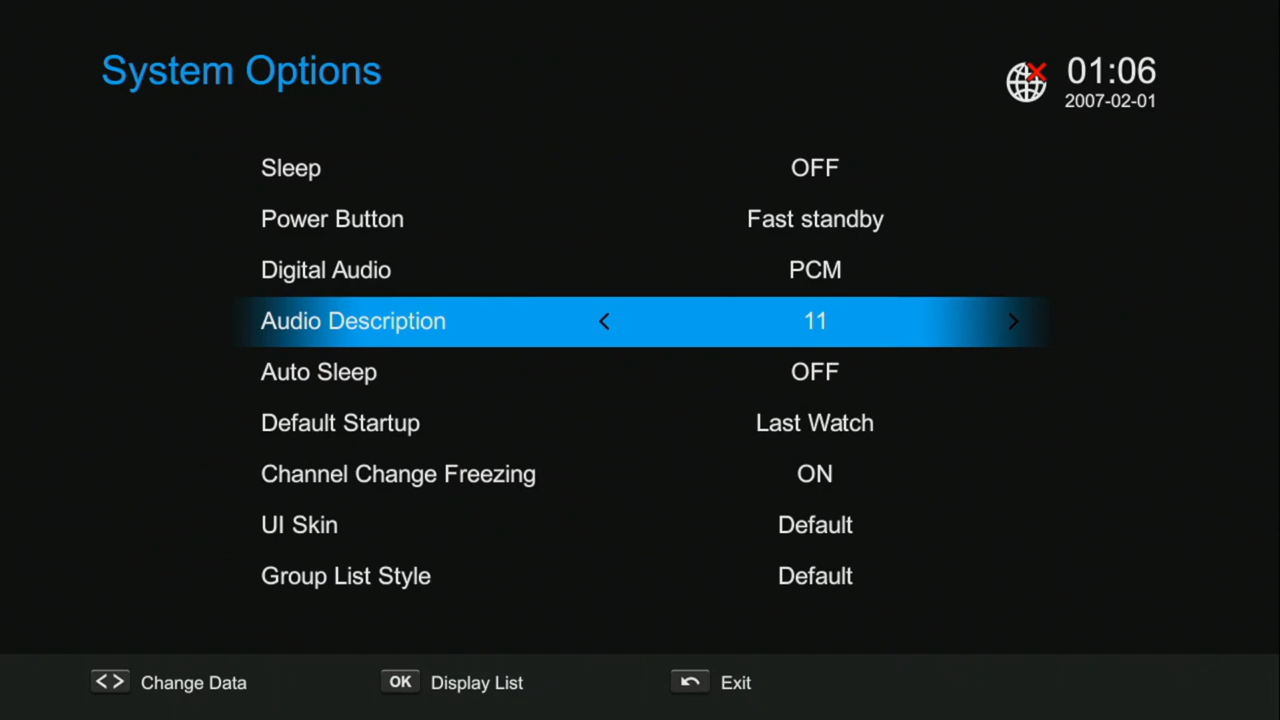 System Options
01:06
2007-02-01
Sleep OFF
Power Button Fast standby
Digital Audio PCM
Audio Description < 11 >
Auto Sleep OFF
Default Startup Last Watch
Channel Change Freezing ON
UI Skin Default
Group List Style Default
<> Change Data OK Display List Exit